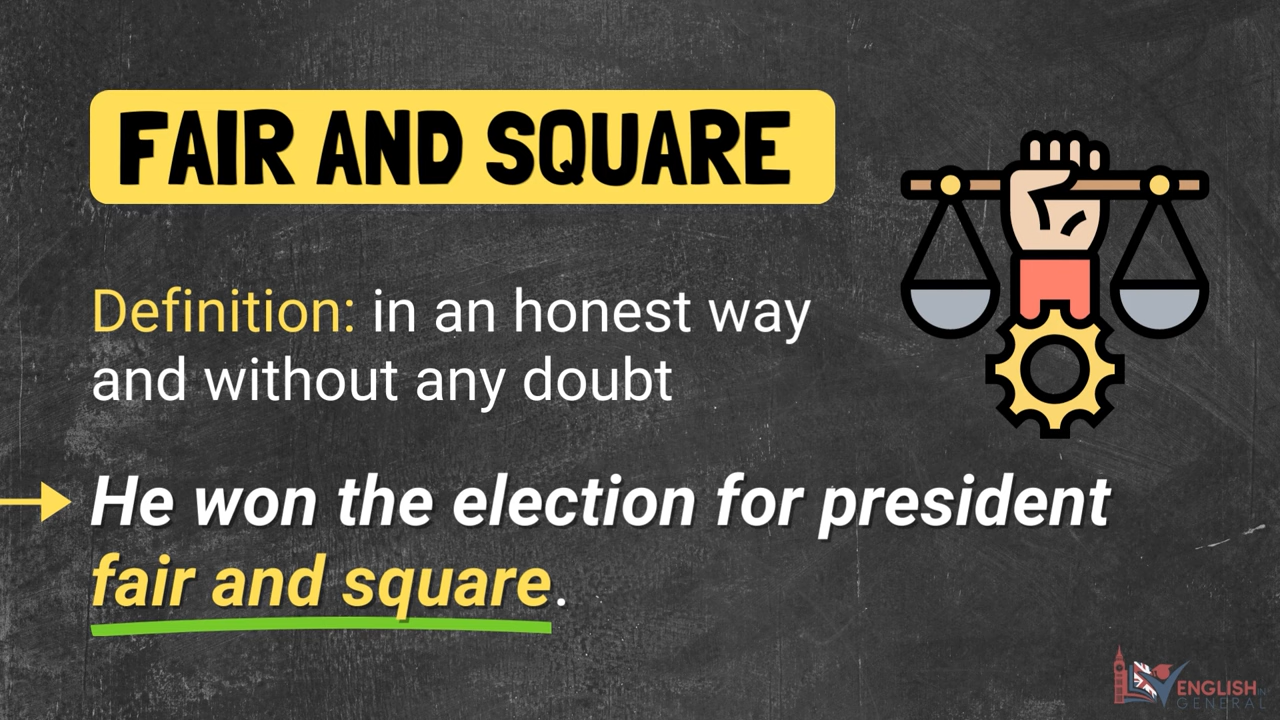 FAIR AND SQUARE
Definition: in an honest way
and without any doubt
He won the election for president
fair and square.
ENGLISH IN
GENERAL